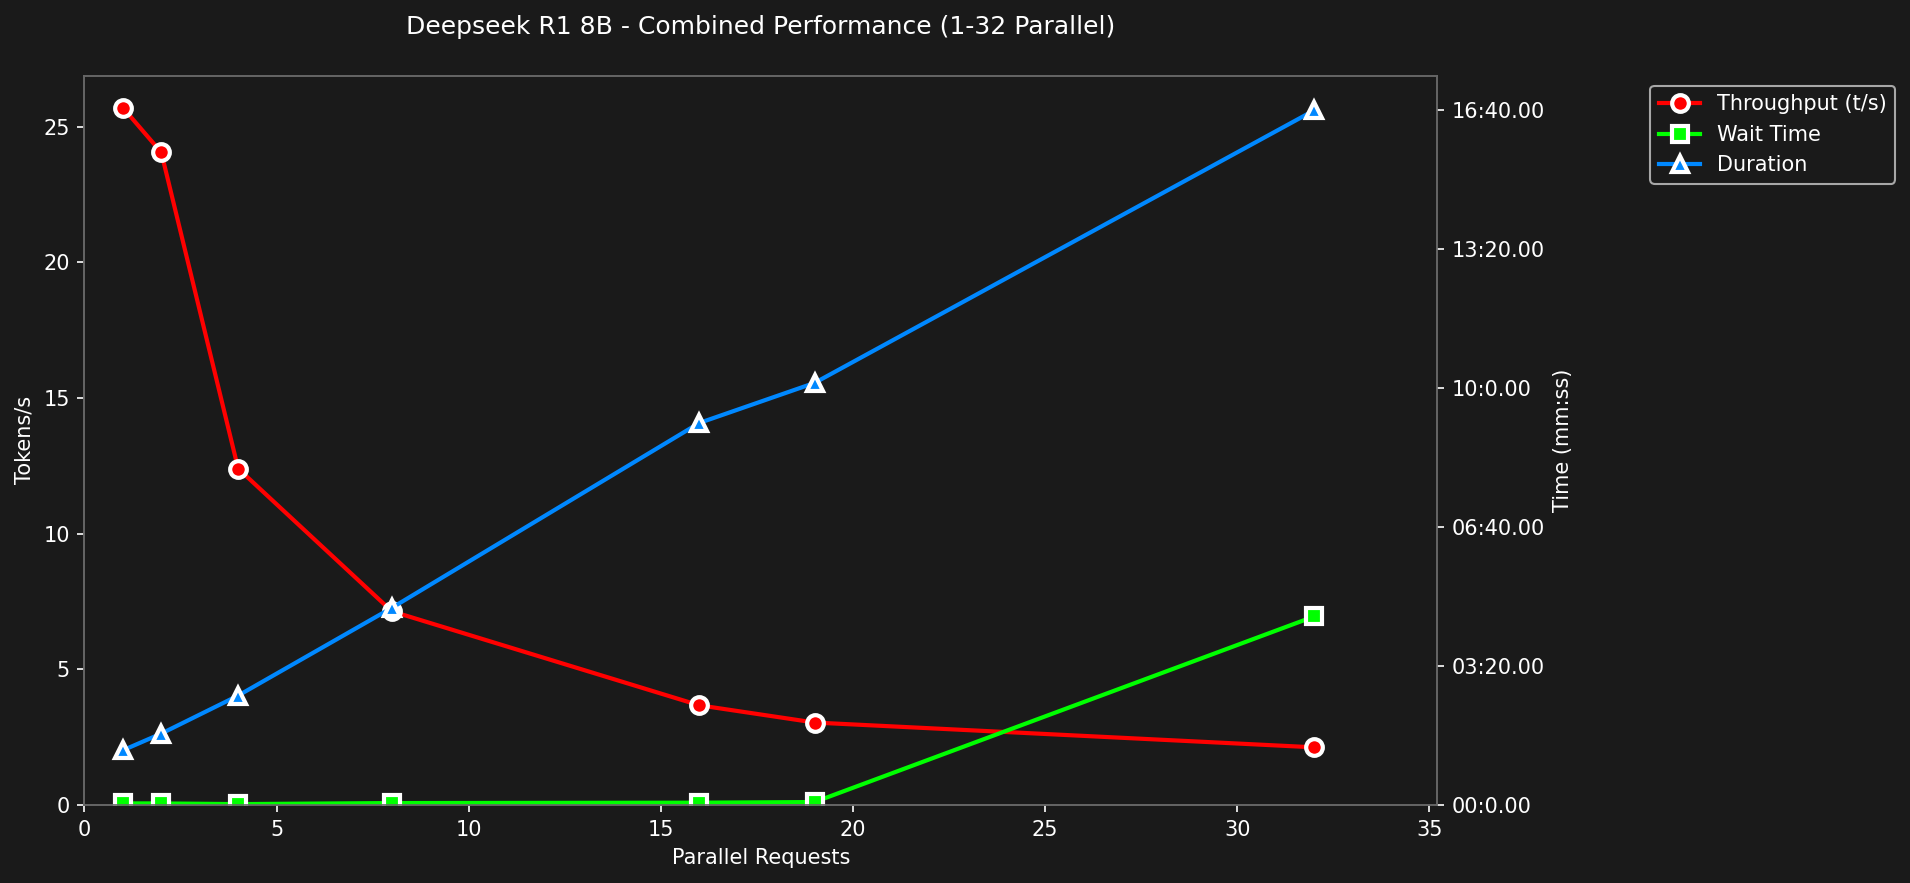 Deepseek R1 8B - Combined Performance (1-32 Parallel)
Throughput (t/s)
Wait Time
Duration
Tokens/s
25
20
15
10
5
0
16:40.00
13:20.00
10:0.00
06:40.00
03:20.00
00:0.00
Time (mm:ss)
0 5 10 15 20 25 30 35
Parallel Requests